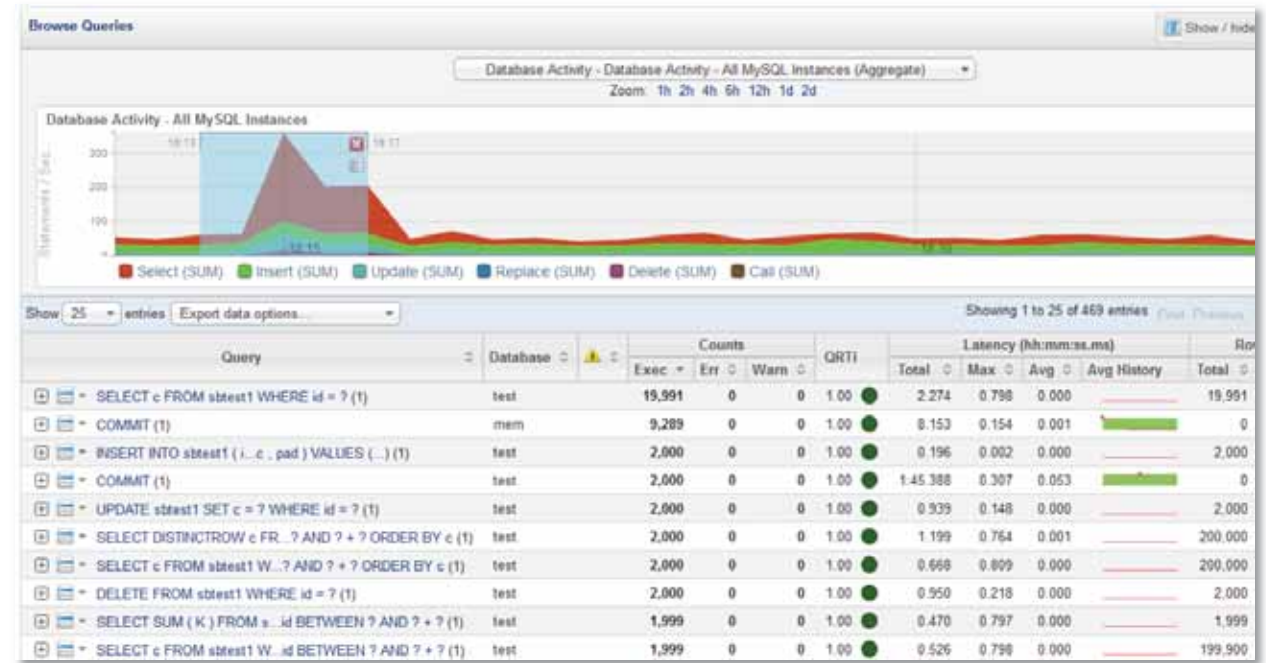 Browse Queries
Show / hide
Database Activity - Database Activity - All MySQL Instances (Aggregate)
Zoom: 1h 2h 4h 6h 12h 1d 2d
Database Activity - All MySQL Instances
300
200
100
Select (SUM) Insert (SUM) Update (SUM) Replace (SUM) Delete (SUM) Call (SUM)
Show 25 entries Export data options... Showing 1 to 25 of 469 entries
Counts Latency (hh:mm:ss.ms)
Query Database QRTi
Exec Err Warn Total Max Avg Avg History Total
SELECT c FROM sbtest1 WHERE id = ? (1) test 19,991 0 0 1.00 2.274 0.798 0.000 19,991
COMMIT (1) mem 9,289 0 0 1.00 8.153 0.154 0.001 0
INSERT INTO sbtest1 ( i...c , pad ) VALUES (...) (1) test 2,000 0 0 1.00 0.196 0.002 0.000 2,000
COMMIT (1) test 2,000 0 0 1.00 1:45.388 0.307 0.053 0
UPDATE sbtest1 SET c = ? WHERE id = ? (1) test 2,000 0 0 1.00 0.939 0.148 0.000 2,000
SELECT DISTINCTROW c FR...? AND ? + ? ORDER BY c (1) test 2,000 0 0 1.00 1.199 0.764 0.001 200,000
SELECT c FROM sbtest1 W...? AND ? + ? ORDER BY c (1) test 2,000 0 0 1.00 0.668 0.809 0.000 200,000
DELETE FROM sbtest1 WHERE id = ? (1) test 2,000 0 0 1.00 0.950 0.218 0.000 2,000
SELECT SUM ( K ) FROM s...id BETWEEN ? AND ? + ? (1) test 1,999 0 0 1.00 0.470 0.797 0.000 1,999
SELECT c FROM sbtest1 W...id BETWEEN ? AND ? + ? (1) test 1,999 0 0 1.00 0.526 0.798 0.000 199,900